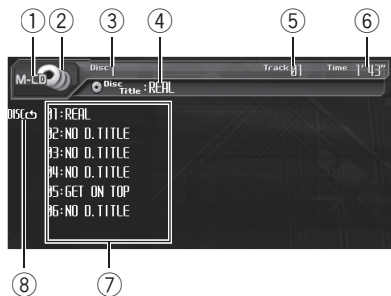 ① ② ③ ④ ⑤ ⑥
M-CD Disc Track 01 Time 1'43"
Disc Title :REAL
DISC 01:REAL
02:NO D.TITLE
03:NO D.TITLE
04:NO D.TITLE
05:GET ON TOP
06:NO D.TITLE
⑧ ⑦